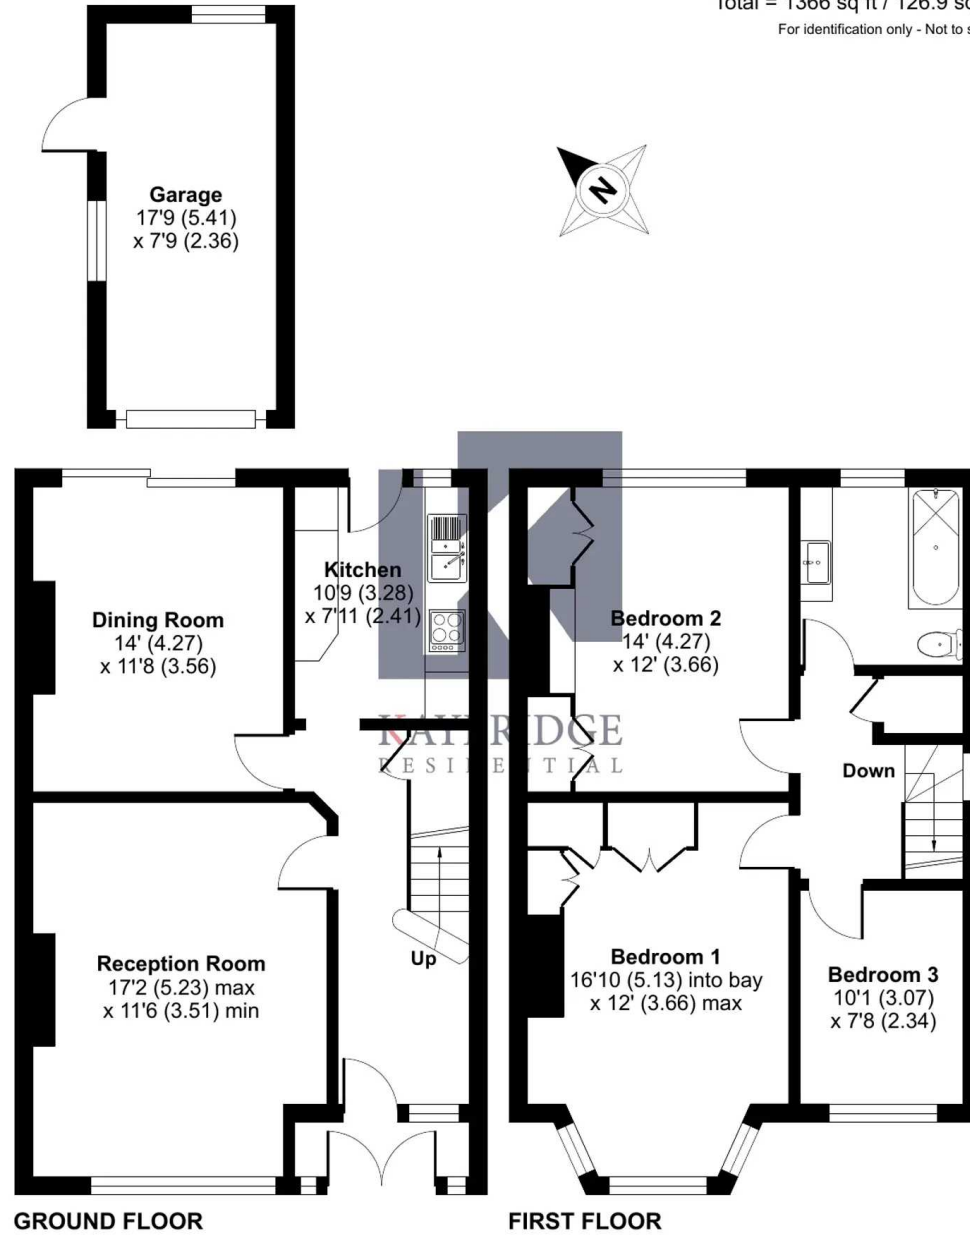 Total = 1366 sq ft / 126.9 sq
For identification only - Not to s
N
Garage
17'9 (5.41)
x 7'9 (2.36)
Kitchen
10'9 (3.28)
x 7'11 (2.41)
Dining Room
14' (4.27)
x 11'8 (3.56)
Bedroom 2
14' (4.27)
x 12' (3.66)
KAYBRIDGE
RESIDENTIAL
Down
Reception Room
17'2 (5.23) max
x 11'6 (3.51) min
Up
Bedroom 1
16'10 (5.13) into bay
x 12' (3.66) max
Bedroom 3
10'1 (3.07)
x 7'8 (2.34)
GROUND FLOOR
FIRST FLOOR